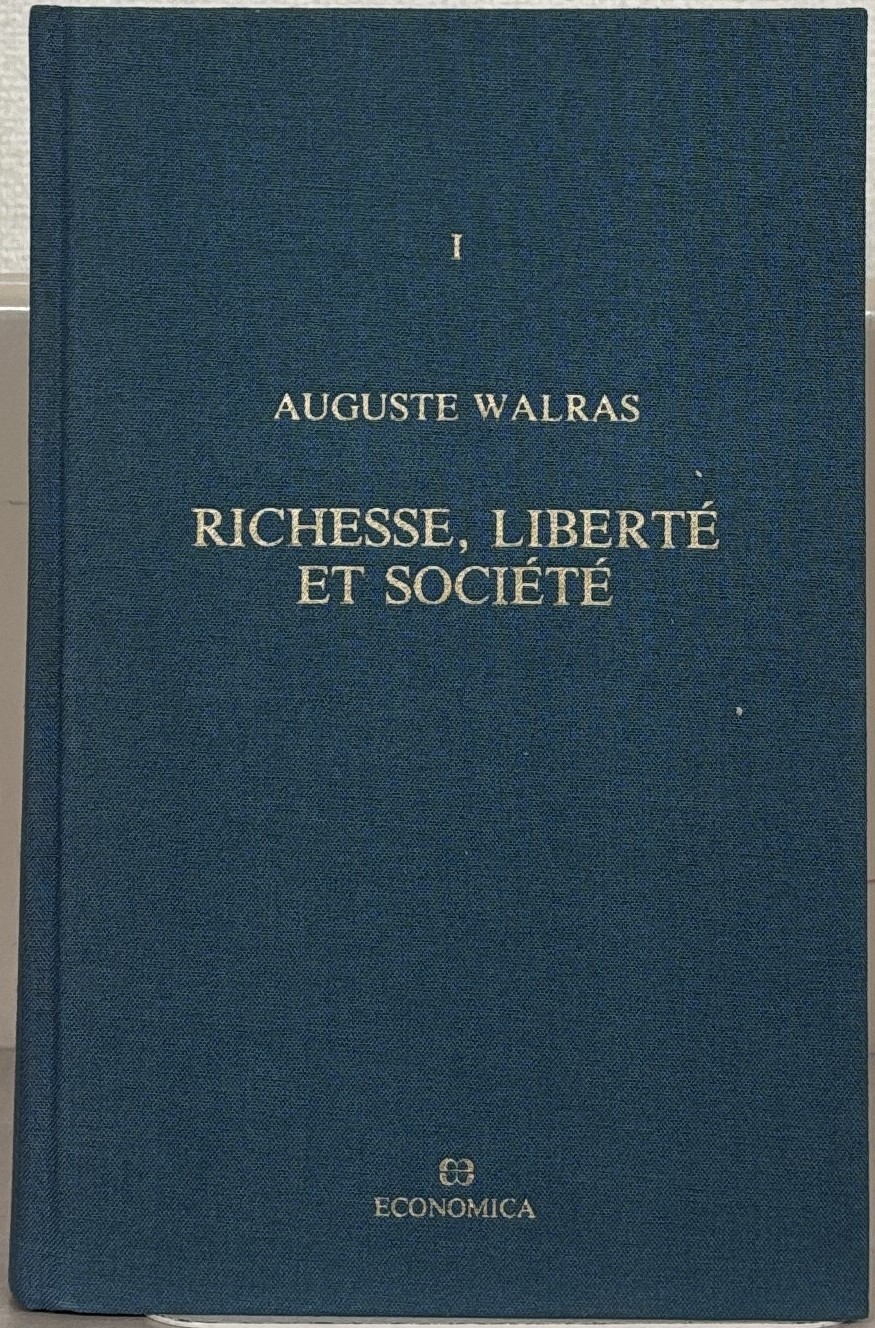 I
AUGUSTE WALRAS
RICHESSE, LIBERTÉ
ET SOCIÉTÉ
ECONOMICA